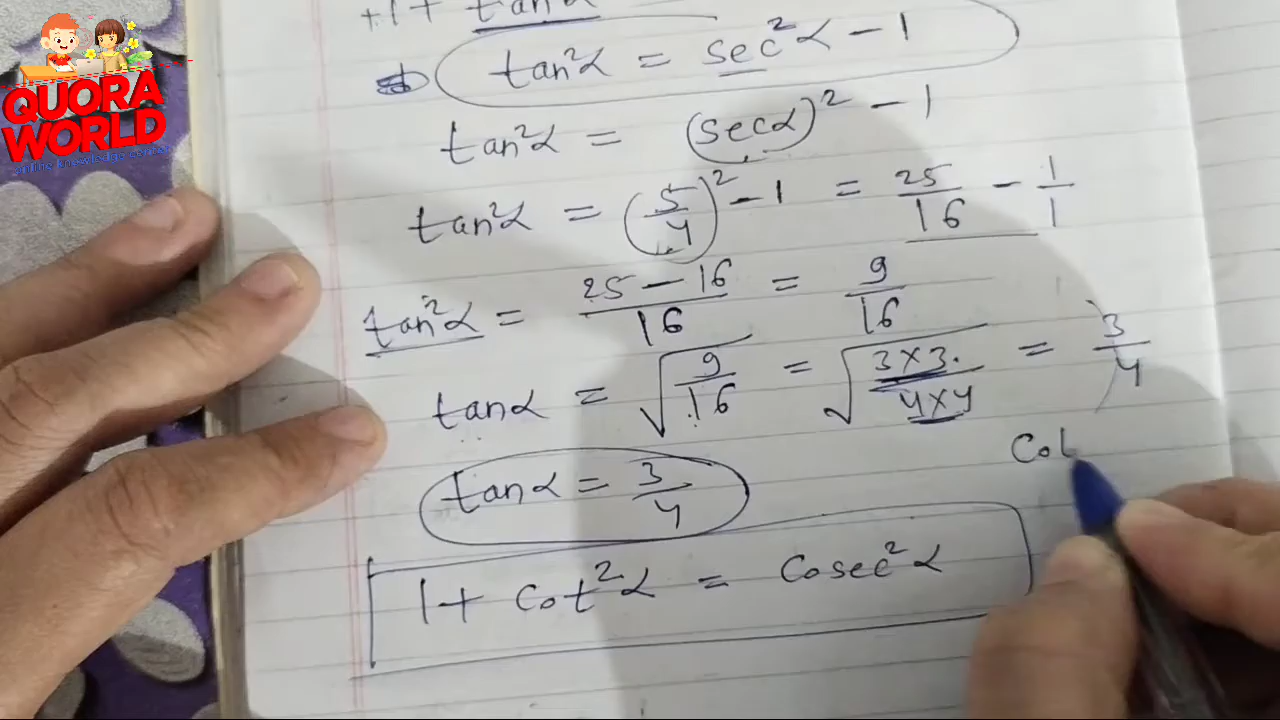 QUORA
WORLD
+1 + tanα
tan²α = sec²α − 1
tan²α = (secα)² − 1
tan²α = (5/4)² − 1 = 25/16 − 1/1
tan²α = 25 − 16/16 = 9/16
tanα = √9/16 = √3×3/4×4 = 3/4
Cot
tanα = 3/4
1 + Cot²α = Cosec²α